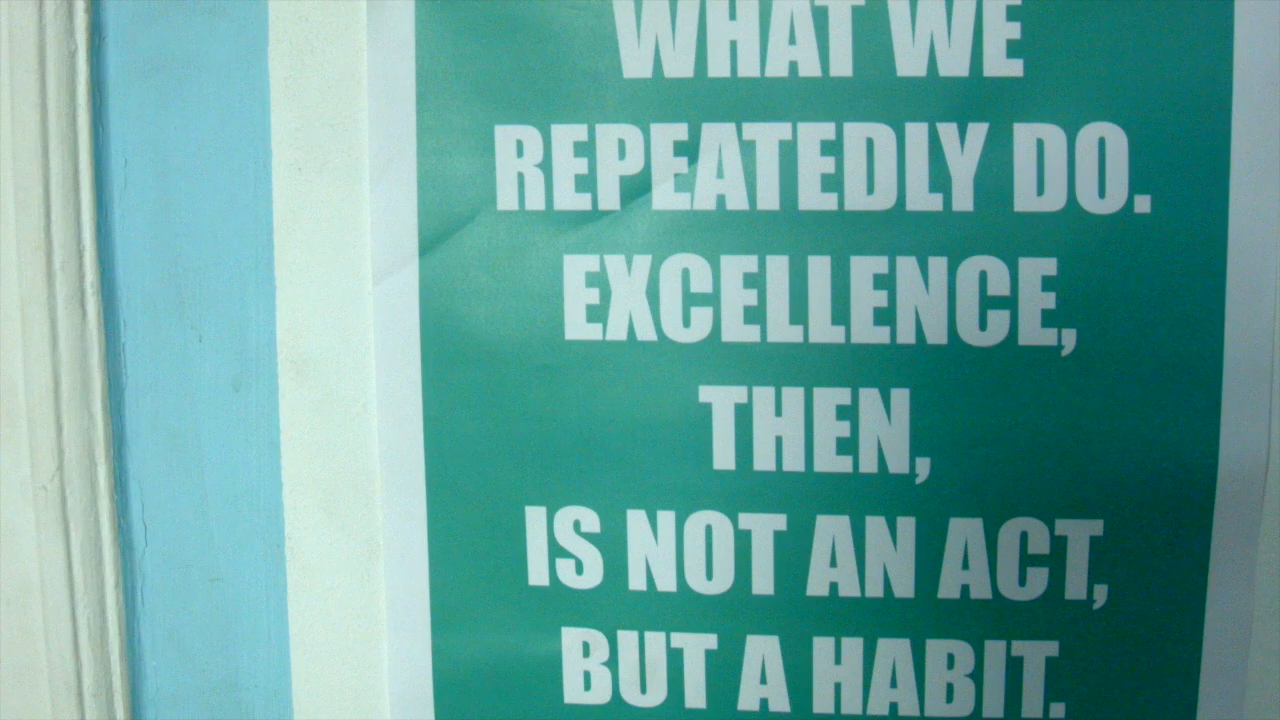 WHAT WE
REPEATEDLY DO.
EXCELLENCE,
THEN,
IS NOT AN ACT,
BUT A HABIT.